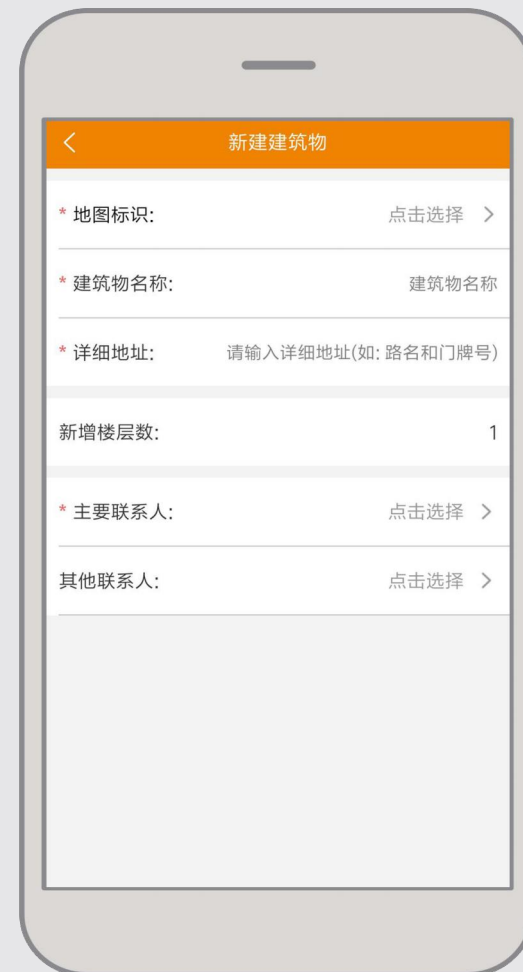 新建建筑物
* 地图标识: 点击选择
* 建筑物名称: 建筑物名称
* 详细地址: 请输入详细地址(如: 路名和门牌号)
新增楼层数: 1
* 主要联系人: 点击选择
其他联系人: 点击选择